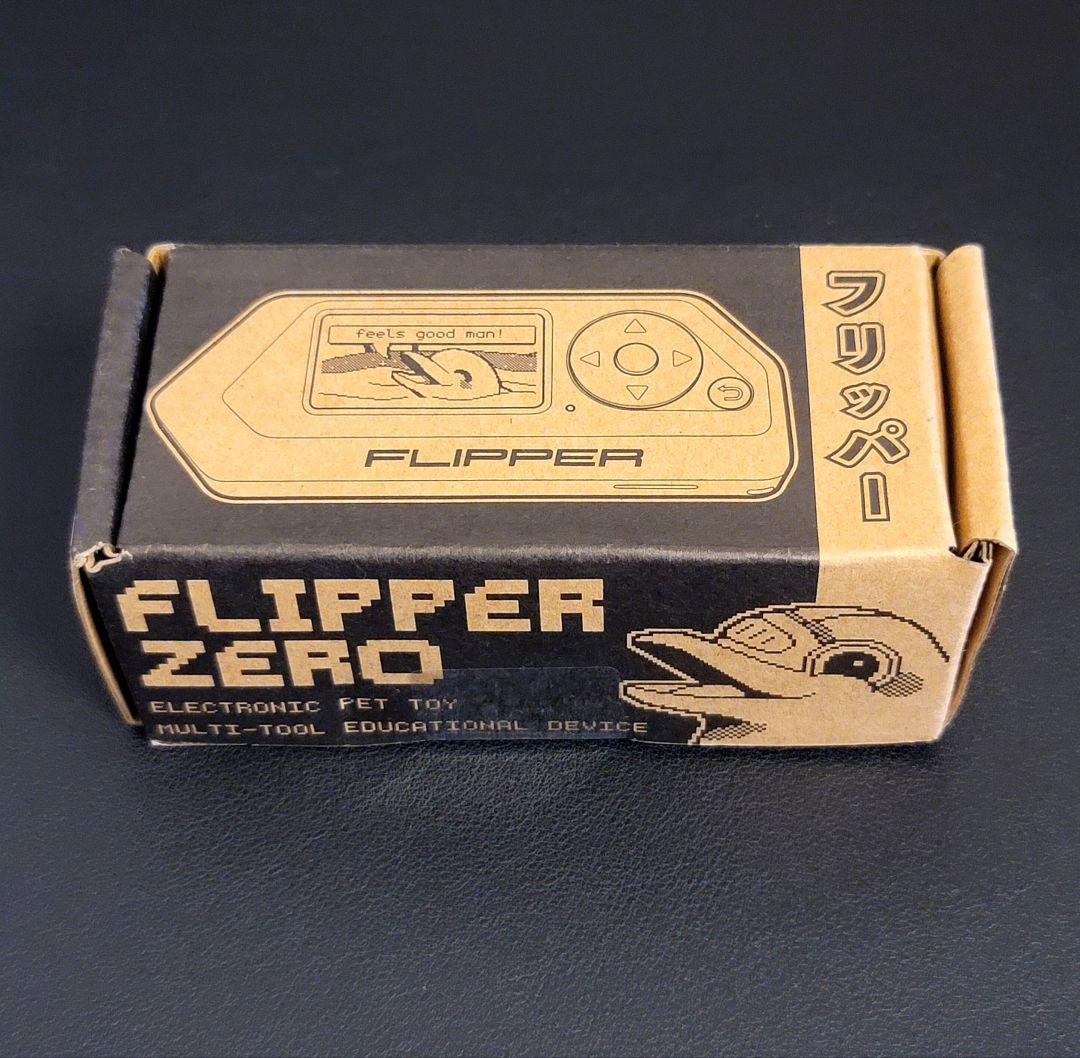 feels good man!
FLIPPER
フリッパー
FLIPPER
ZERO
ELECTRONIC PET TOY
MULTI-TOOL EDUCATIONAL DEVICE